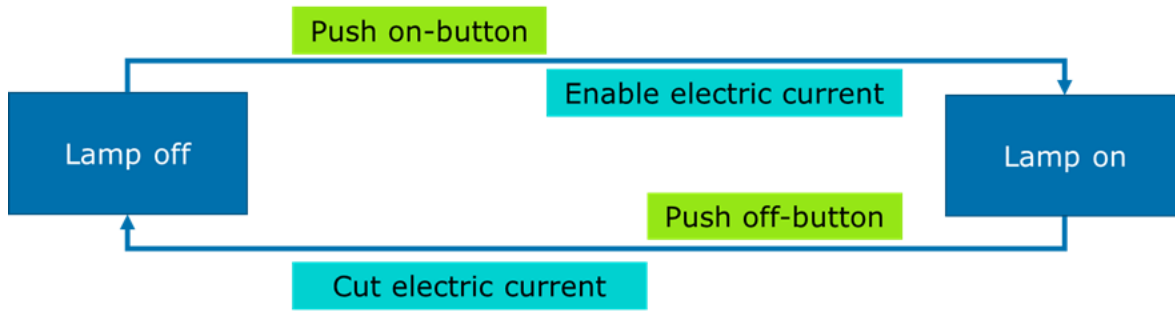 Push on-button
Enable electric current
Lamp off
Lamp on
Push off-button
Cut electric current